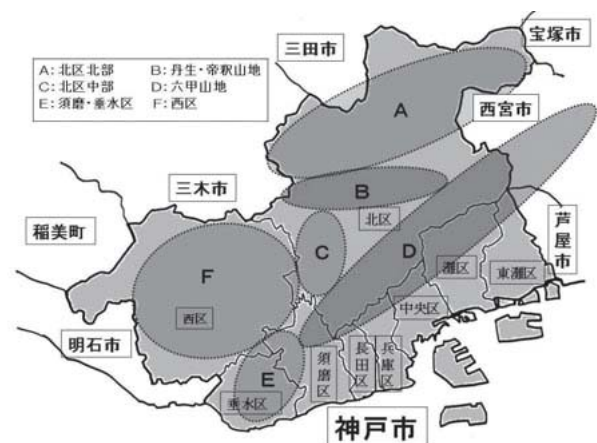 宝塚市
三田市
A：北区北部 B：丹生・帝釈山地
C：北区中部 D：六甲山地
E：須磨・垂水区 F：西区
A
西宮市
三木市
B
稲美町
北区
芦屋市
C
D
F
灘区
東灘区
中央区
西区
明石市
須磨区
長田区
兵庫区
E
垂水区
神戸市